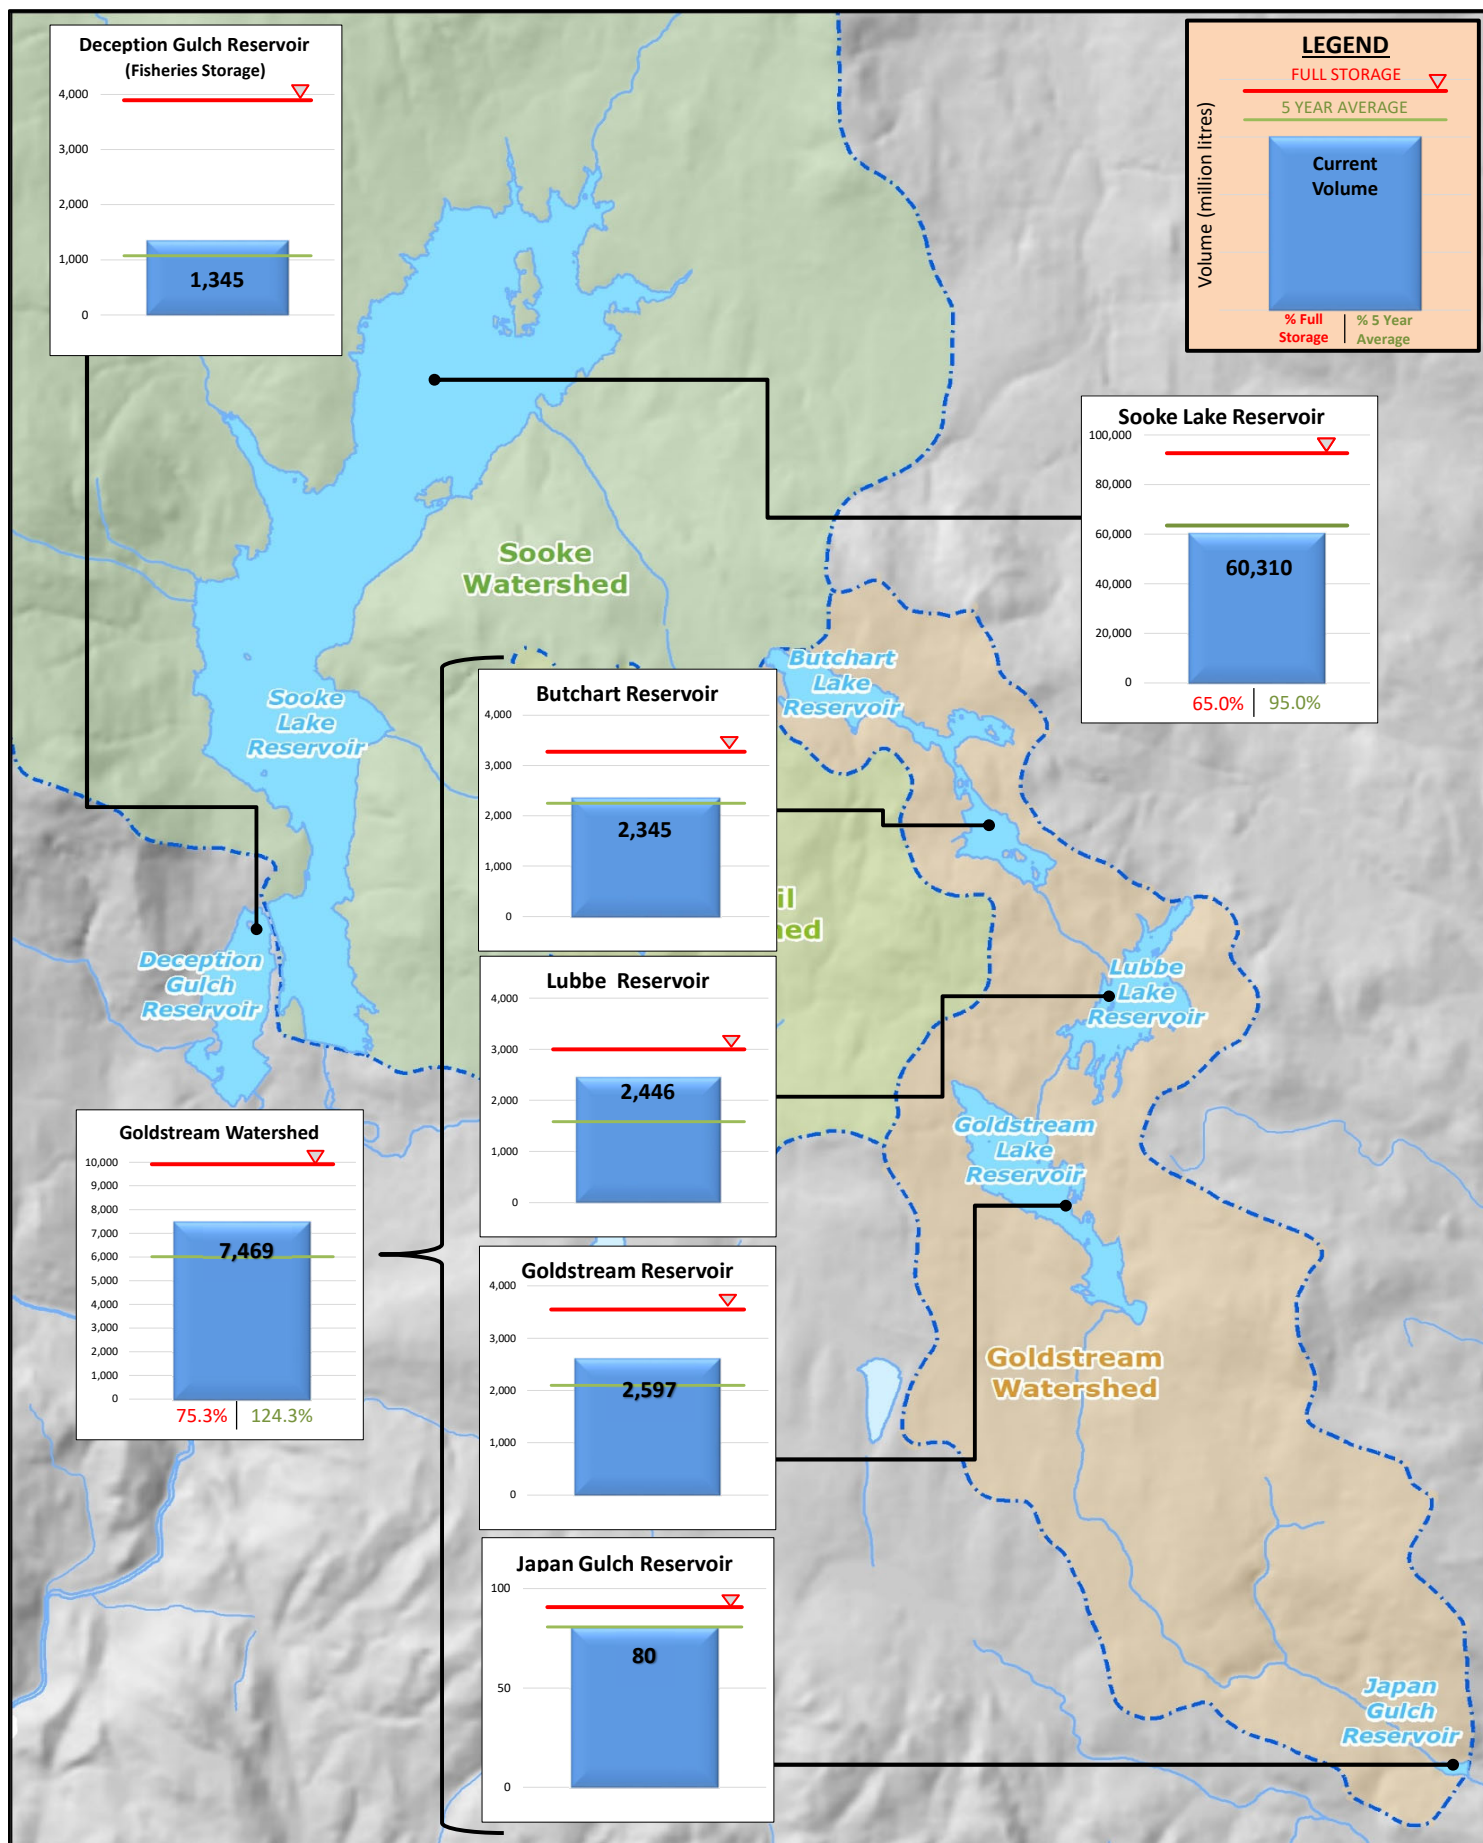 Deception Gulch Reservoir
(Fisheries Storage)
4,000
3,000
2,000
1,000
0
1,345
LEGEND
FULL STORAGE
5 YEAR AVERAGE
Current
Volume
Volume (million litres)
% Full
Storage
% 5 Year
Average
Sooke Lake Reservoir
100,000
80,000
60,000
40,000
20,000
0
60,310
65.0%
95.0%
Sooke
Watershed
Sooke
Lake
Reservoir
Butchart
Lake
Reservoir
Butchart Reservoir
4,000
3,000
2,000
1,000
0
2,345
il
ed
Deception
Gulch
Reservoir
Lubbe
Lake
Reservoir
Lubbe Reservoir
4,000
3,000
2,000
1,000
0
2,446
Goldstream
Lake
Reservoir
Goldstream Watershed
10,000
9,000
8,000
7,000
6,000
5,000
4,000
3,000
2,000
1,000
0
7,469
75.3%
124.3%
Goldstream Reservoir
4,000
3,000
2,000
1,000
0
2,597
Goldstream
Watershed
Japan Gulch Reservoir
100
50
0
80
Japan
Gulch
Reservoir